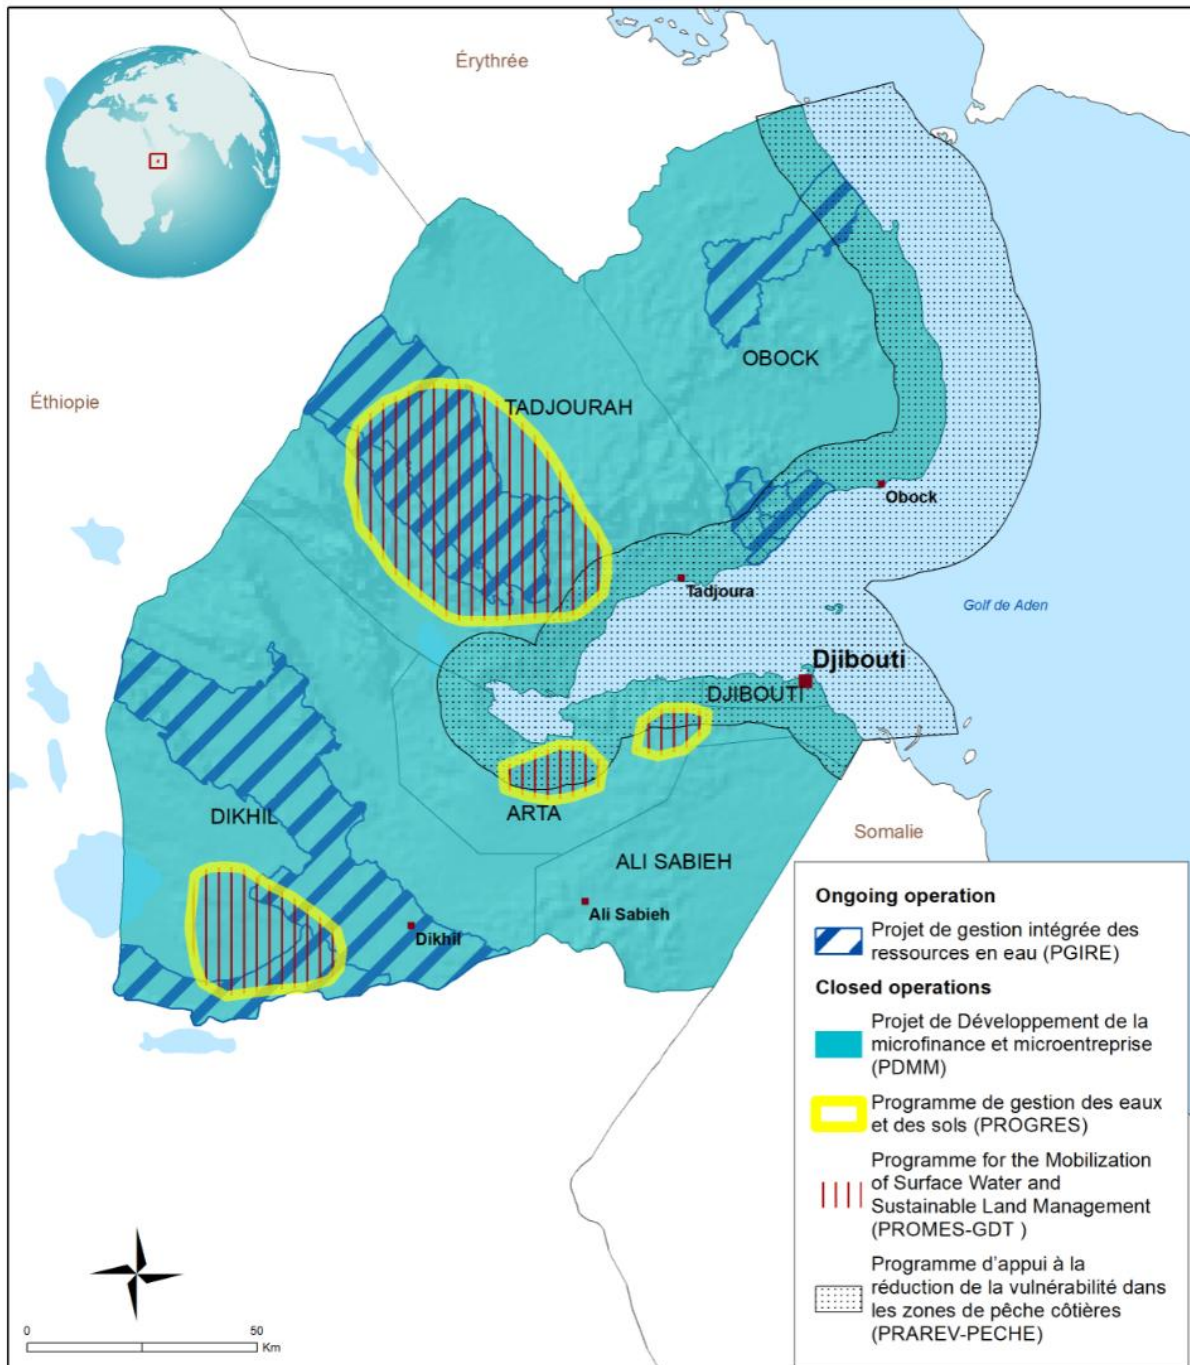 Érythrée
OBOCK
Éthiopie
TADJOURAH
Obock
Tadjoura
Golf de Aden
Djibouti
DJIBOUTI
DIKHIL
ARTA
Somalie
ALI SABIEH
Ali Sabieh
Dikhil
Ongoing operation
Projet de gestion intégrée des
ressources en eau (PGIRE)
Closed operations
Projet de Développement de la
microfinance et microentreprise
(PDMM)
Programme de gestion des eaux
et des sols (PROGRES)
Programme for the Mobilization
of Surface Water and
Sustainable Land Management
(PROMES-GDT )
Programme d'appui à la
réduction de la vulnérabilité dans
les zones de pêche côtières
(PRAREV-PECHE)
0 50
Km